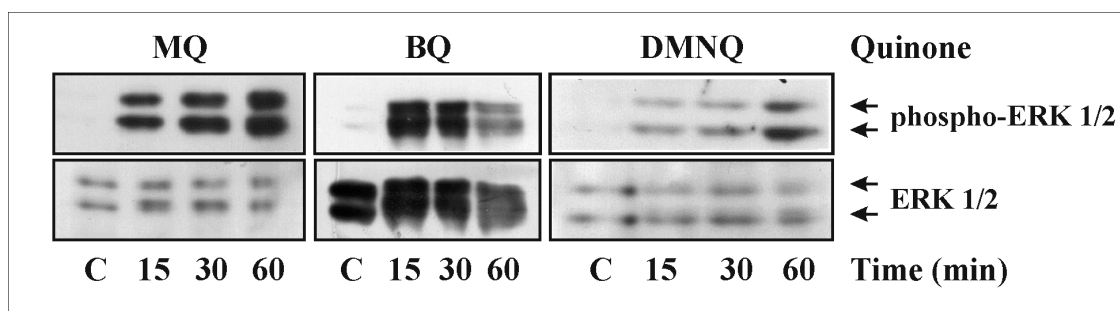 MQ BQ DMNQ Quinone
phospho-ERK 1/2
ERK 1/2
C 15 30 60 C 15 30 60 C 15 30 60 Time (min)